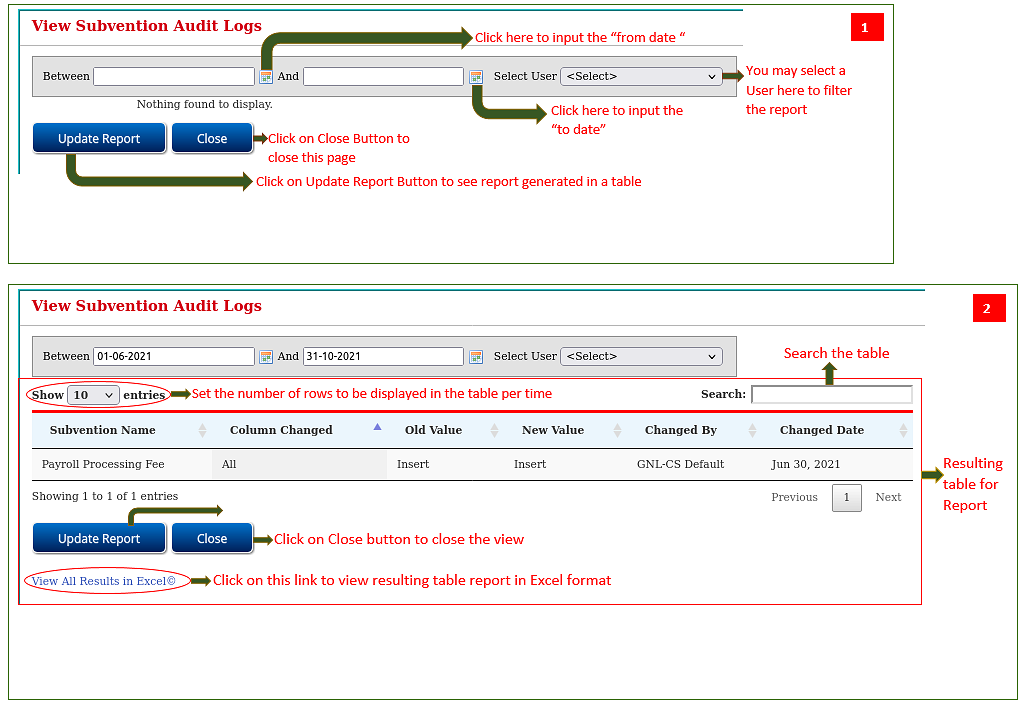 View Subvention Audit Logs
1
Click here to input the “from date “
Between And Select User <Select>
You may select a
User here to filter
the report
Nothing found to display.
Click here to input the
“to date”
Update Report Close
Click on Close Button to
close this page
Click on Update Report Button to see report generated in a table
View Subvention Audit Logs
2
Between 01-06-2021 And 31-10-2021 Select User <Select>
Search the table
Show 10 entries
Set the number of rows to be displayed in the table per time
Search:
Subvention Name Column Changed Old Value New Value Changed By Changed Date
Payroll Processing Fee All Insert Insert GNL-CS Default Jun 30, 2021
Resulting
table for
Report
Showing 1 to 1 of 1 entries
Previous 1 Next
Update Report Close
Click on Close button to close the view
View All Results in Excel©
Click on this link to view resulting table report in Excel format